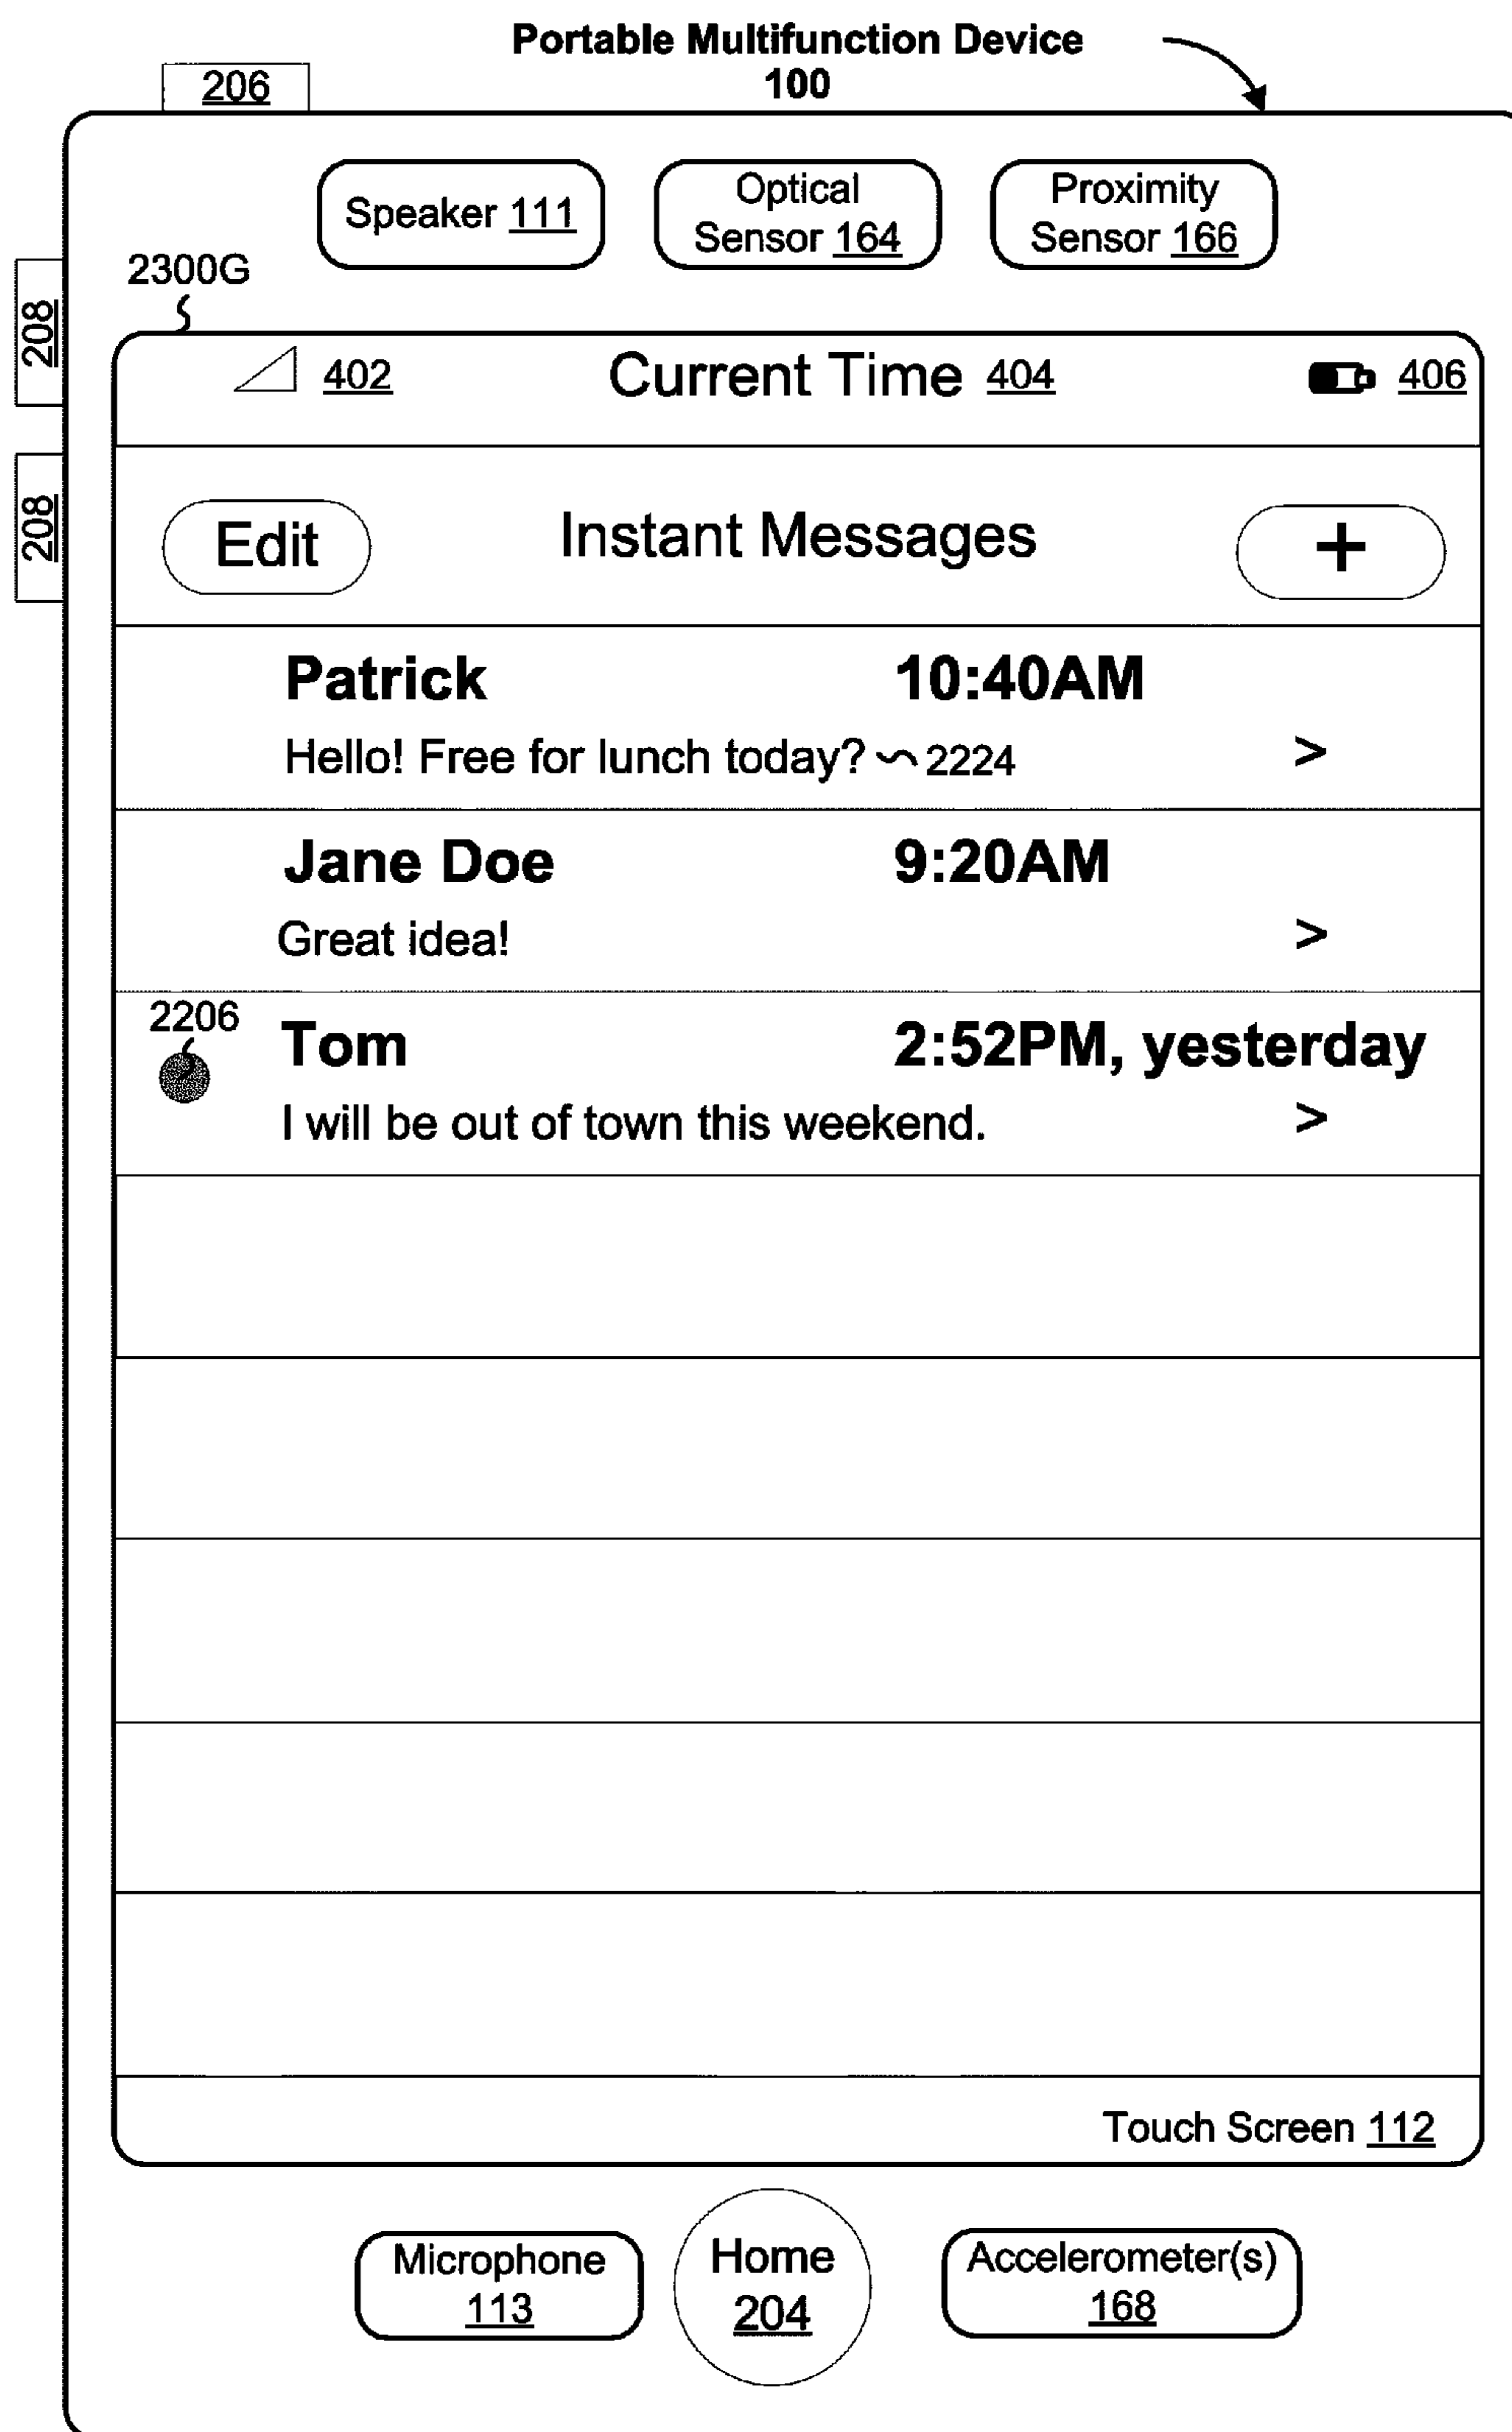 Portable Multifunction Device
100
206
Speaker 111
Optical
Sensor 164
Proximity
Sensor 166
2300G
208
208
402
Current Time 404
406
Edit
Instant Messages
+
Patrick
10:40AM
Hello! Free for lunch today?
2224
>
Jane Doe
9:20AM
Great idea!
>
2206
Tom
2:52PM, yesterday
I will be out of town this weekend.
>
Touch Screen 112
Microphone
113
Home
204
Accelerometer(s)
168